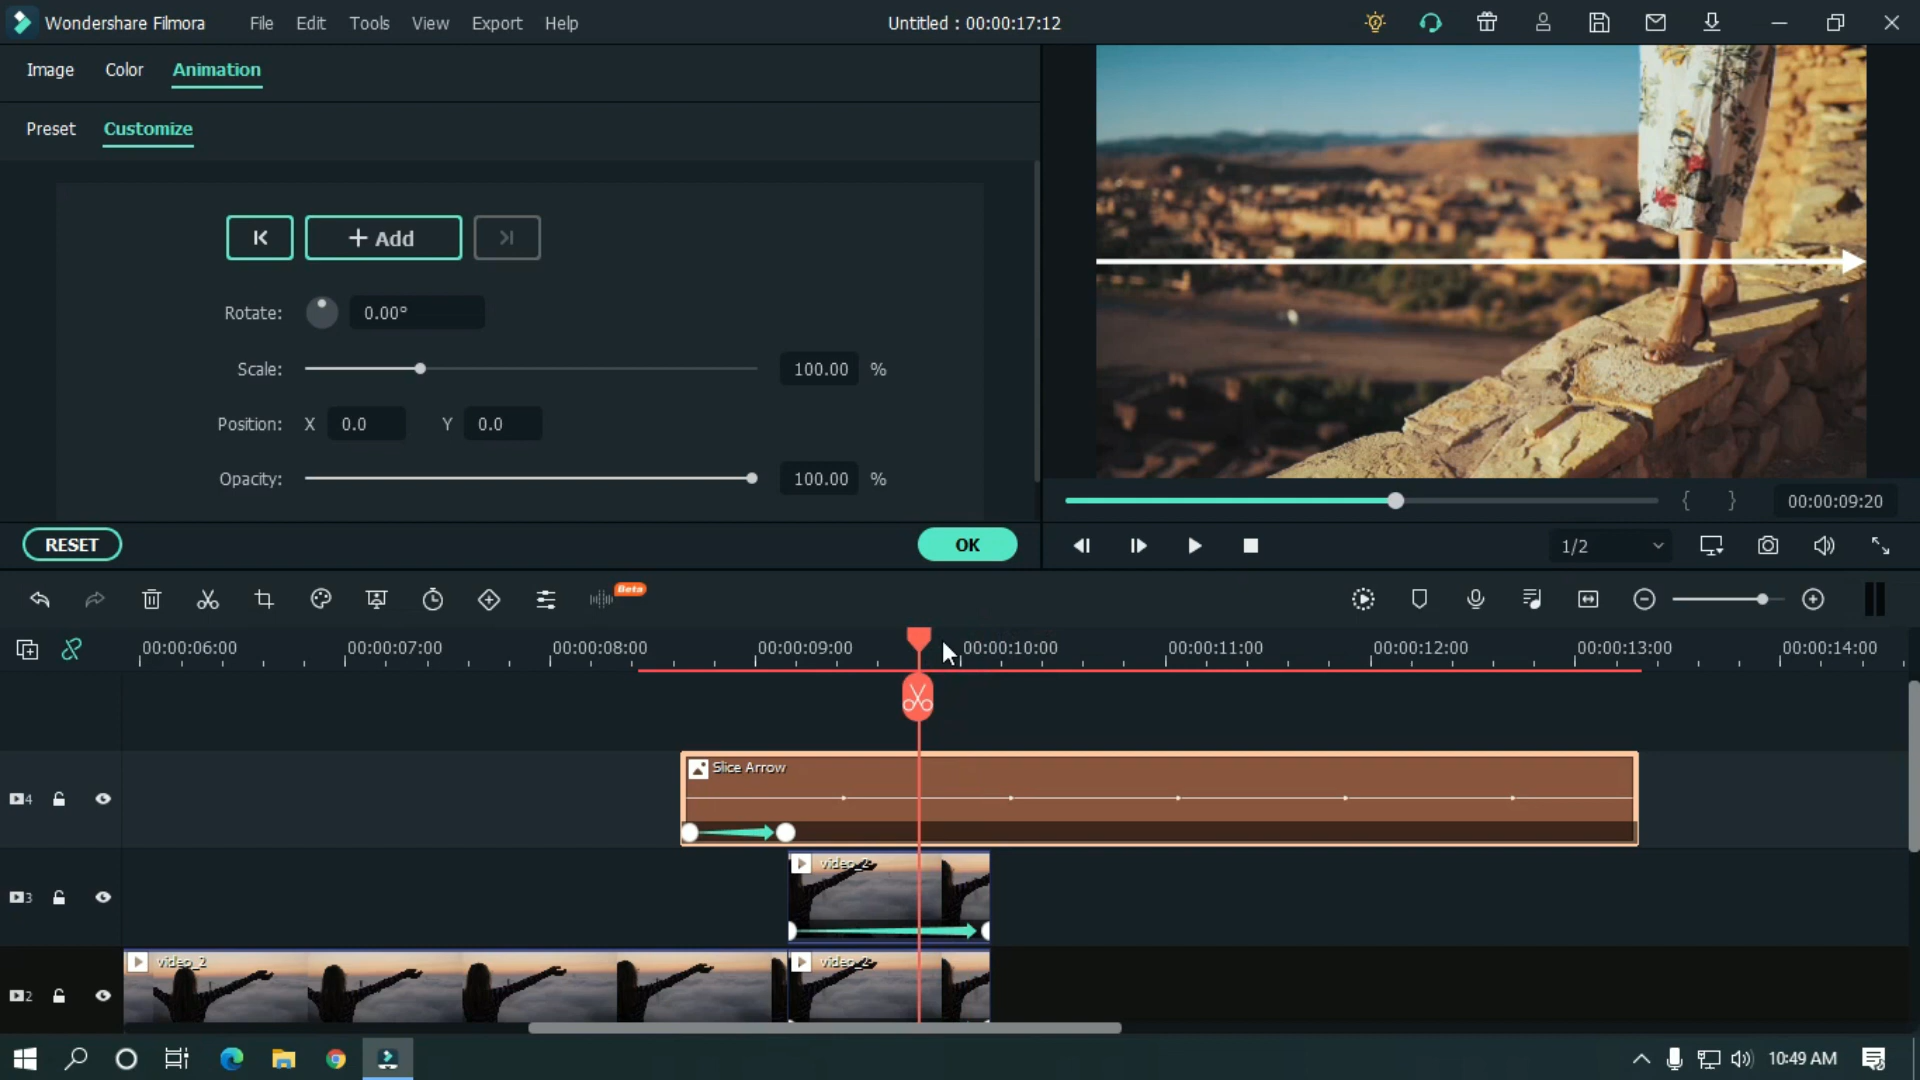 Wondershare Filmora File Edit Tools View Export Help Untitled : 00:00:17:12
Image Color Animation
Preset Customize
+ Add
Rotate: 0.00°
Scale: 100.00 %
Position: X 0.0 Y 0.0
Opacity: 100.00 %
{ } 00:00:09:20
RESET OK
1/2
Beta
00:00:06:00 00:00:07:00 00:00:08:00 00:00:09:00 00:00:10:00 00:00:11:00 00:00:12:00 00:00:13:00 00:00:14:00
Slice Arrow
4
video_2
3
video_2 video_2
2
10:49 AM